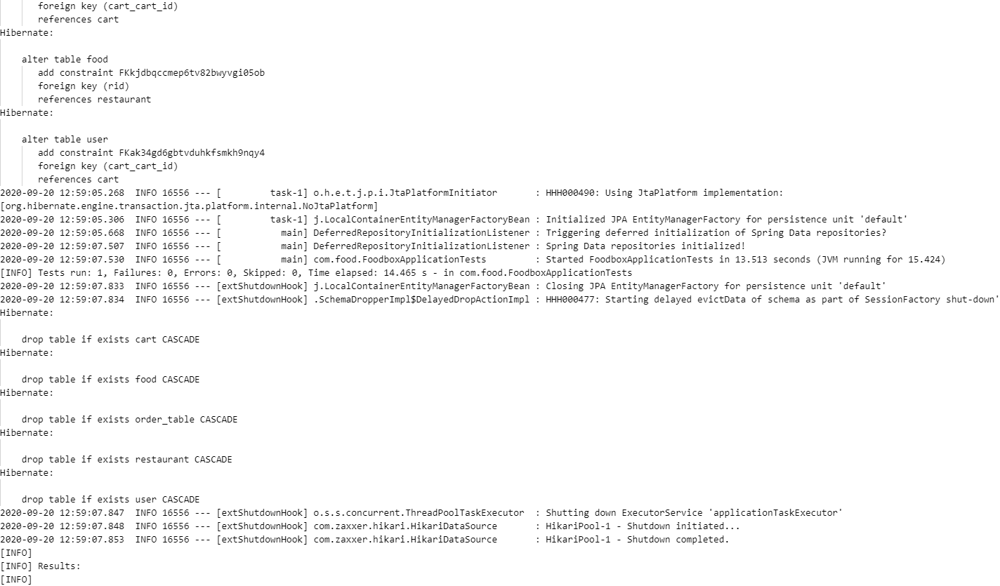 foreign key (cart_cart_id)
references cart
Hibernate:
alter table food
add constraint FKkjdbqccmep6tv82bwyvgi05ob
foreign key (rid)
references restaurant
Hibernate:
alter table user
add constraint FKak34gd6gbtvduhkfsmkh9nqy4
foreign key (cart_cart_id)
references cart
2020-09-20 12:59:05.268  INFO 16556 --- [         task-1] o.h.e.t.j.p.i.JtaPlatformInitiator       : HHH000490: Using JtaPlatform implementation:
[org.hibernate.engine.transaction.jta.platform.internal.NoJtaPlatform]
2020-09-20 12:59:05.306  INFO 16556 --- [         task-1] j.LocalContainerEntityManagerFactoryBean : Initialized JPA EntityManagerFactory for persistence unit 'default'
2020-09-20 12:59:05.668  INFO 16556 --- [           main] DeferredRepositoryInitializationListener : Triggering deferred initialization of Spring Data repositories?
2020-09-20 12:59:07.507  INFO 16556 --- [           main] DeferredRepositoryInitializationListener : Spring Data repositories initialized!
2020-09-20 12:59:07.530  INFO 16556 --- [           main] com.food.FoodboxApplicationTests         : Started FoodboxApplicationTests in 13.513 seconds (JVM running for 15.424)
[INFO] Tests run: 1, Failures: 0, Errors: 0, Skipped: 0, Time elapsed: 14.465 s - in com.food.FoodboxApplicationTests
2020-09-20 12:59:07.833  INFO 16556 --- [extShutdownHook] j.LocalContainerEntityManagerFactoryBean : Closing JPA EntityManagerFactory for persistence unit 'default'
2020-09-20 12:59:07.834  INFO 16556 --- [extShutdownHook] .SchemaDropperImpl$DelayedDropActionImpl : HHH000477: Starting delayed evictData of schema as part of SessionFactory shut-down'
Hibernate:
drop table if exists cart CASCADE
Hibernate:
drop table if exists food CASCADE
Hibernate:
drop table if exists order_table CASCADE
Hibernate:
drop table if exists restaurant CASCADE
Hibernate:
drop table if exists user CASCADE
2020-09-20 12:59:07.847  INFO 16556 --- [extShutdownHook] o.s.s.concurrent.ThreadPoolTaskExecutor  : Shutting down ExecutorService 'applicationTaskExecutor'
2020-09-20 12:59:07.848  INFO 16556 --- [extShutdownHook] com.zaxxer.hikari.HikariDataSource       : HikariPool-1 - Shutdown initiated...
2020-09-20 12:59:07.853  INFO 16556 --- [extShutdownHook] com.zaxxer.hikari.HikariDataSource       : HikariPool-1 - Shutdown completed.
[INFO]
[INFO] Results:
[INFO]